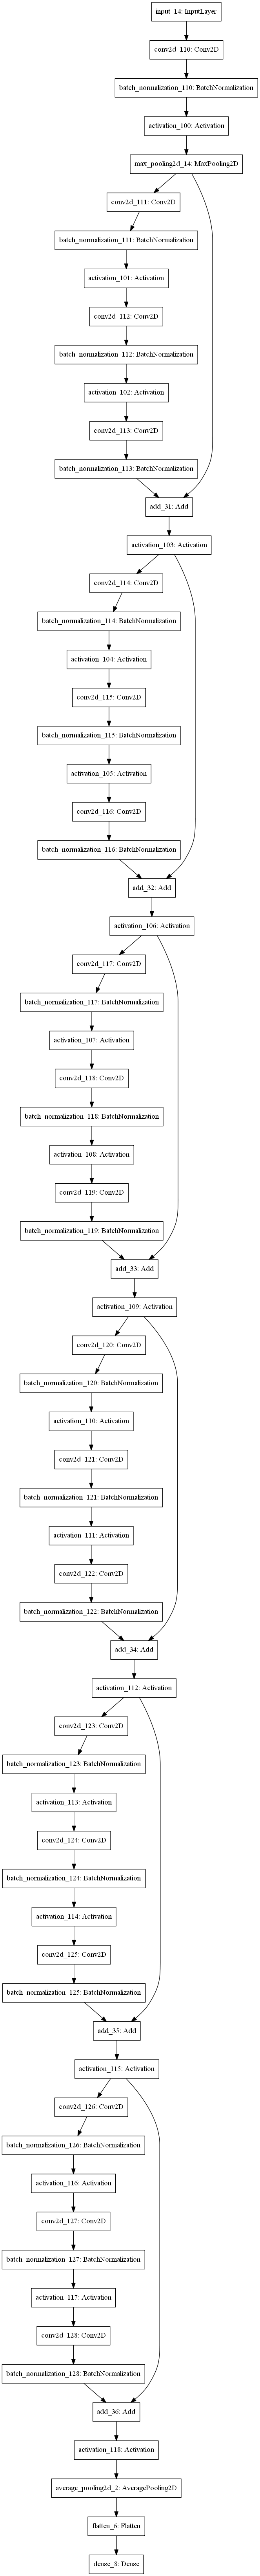 input_14: InputLayer
conv2d_110: Conv2D
batch_normalization_110: BatchNormalization
activation_100: Activation
max_pooling2d_14: MaxPooling2D
conv2d_111: Conv2D
batch_normalization_111: BatchNormalization
activation_101: Activation
conv2d_112: Conv2D
batch_normalization_112: BatchNormalization
activation_102: Activation
conv2d_113: Conv2D
batch_normalization_113: BatchNormalization
add_31: Add
activation_103: Activation
conv2d_114: Conv2D
batch_normalization_114: BatchNormalization
activation_104: Activation
conv2d_115: Conv2D
batch_normalization_115: BatchNormalization
activation_105: Activation
conv2d_116: Conv2D
batch_normalization_116: BatchNormalization
add_32: Add
activation_106: Activation
conv2d_117: Conv2D
batch_normalization_117: BatchNormalization
activation_107: Activation
conv2d_118: Conv2D
batch_normalization_118: BatchNormalization
activation_108: Activation
conv2d_119: Conv2D
batch_normalization_119: BatchNormalization
add_33: Add
activation_109: Activation
conv2d_120: Conv2D
batch_normalization_120: BatchNormalization
activation_110: Activation
conv2d_121: Conv2D
batch_normalization_121: BatchNormalization
activation_111: Activation
conv2d_122: Conv2D
batch_normalization_122: BatchNormalization
add_34: Add
activation_112: Activation
conv2d_123: Conv2D
batch_normalization_123: BatchNormalization
activation_113: Activation
conv2d_124: Conv2D
batch_normalization_124: BatchNormalization
activation_114: Activation
conv2d_125: Conv2D
batch_normalization_125: BatchNormalization
add_35: Add
activation_115: Activation
conv2d_126: Conv2D
batch_normalization_126: BatchNormalization
activation_116: Activation
conv2d_127: Conv2D
batch_normalization_127: BatchNormalization
activation_117: Activation
conv2d_128: Conv2D
batch_normalization_128: BatchNormalization
add_36: Add
activation_118: Activation
average_pooling2d_2: AveragePooling2D
flatten_6: Flatten
dense_8: Dense